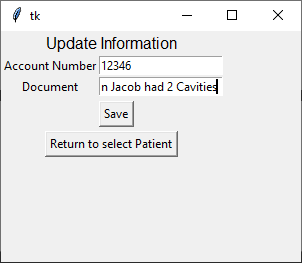 tk
Update Information
Account Number 12346
Document n Jacob had 2 Cavities
Save
Return to select Patient